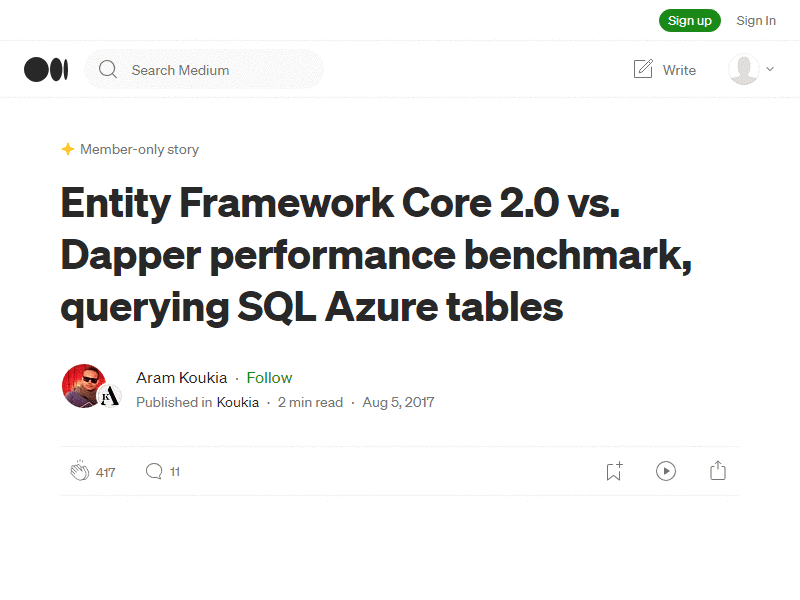 Sign up Sign In
Search Medium Write
Member-only story
Entity Framework Core 2.0 vs.
Dapper performance benchmark,
querying SQL Azure tables
Aram Koukia · Follow
Published in Koukia · 2 min read · Aug 5, 2017
417 11
K A